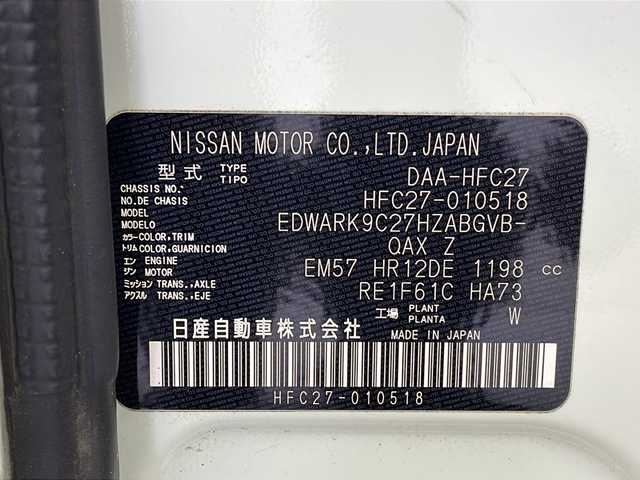 NISSAN MOTOR CO.,LTD.JAPAN
型式 TYPE TIPO DAA-HFC27
CHASSIS NO. NO.DE CHASIS HFC27-010518
MODEL MODELO EDWARK9C27HZABGVB-
カラー COLOR,TRIM トリム COLOR,GUARNICION QAX Z
エン ENGINE ジン MOTOR EM57 HR12DE 1198 cc
ミッション TRANS.,AXLE アクスル TRANS.,EJE RE1F61C HA73
工場 PLANT PLANTA W
日産自動車株式会社 MADE IN JAPAN
HFC27-010518